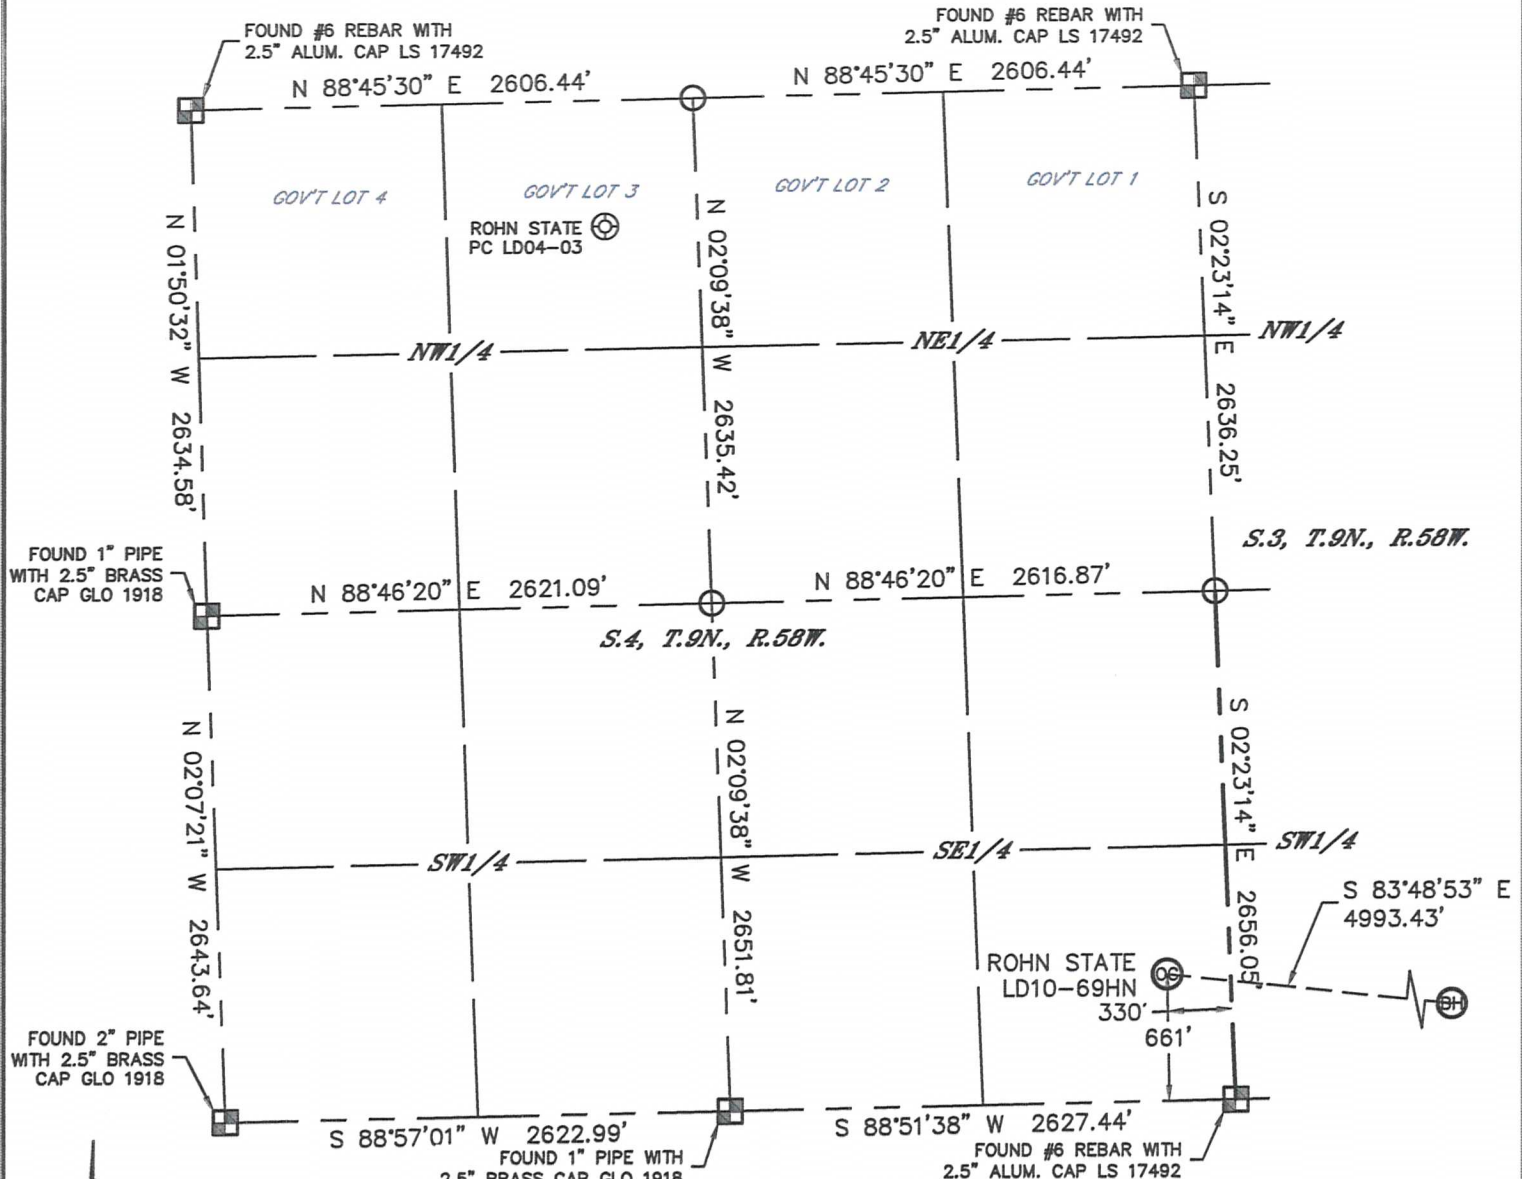 FOUND #6 REBAR WITH
2.5" ALUM. CAP LS 17492
FOUND #6 REBAR WITH
2.5" ALUM. CAP LS 17492
N 88°45'30" E 2606.44'
N 88°45'30" E 2606.44'
GOV'T LOT 4
GOV'T LOT 3
GOV'T LOT 2
GOV'T LOT 1
ROHN STATE
PC LD04-03
N 01°50'32" W 2634.58'
N 02°09'38" W 2635.42'
S 02°23'14" E 2636.25'
NW1/4
NE1/4
NW1/4
S.3, T.9N., R.58W.
FOUND 1" PIPE
WITH 2.5" BRASS
CAP GLO 1918
N 88°46'20" E 2621.09'
N 88°46'20" E 2616.87'
S.4, T.9N., R.58W.
N 02°07'21" W 2643.64'
N 02°09'38" W 2651.81'
S 02°23'14" E 2656.05'
SW1/4
SE1/4
SW1/4
S 83°48'53" E
4993.43'
ROHN STATE
LD10-69HN
OG
BH
330'
661'
FOUND 2" PIPE
WITH 2.5" BRASS
CAP GLO 1918
S 88°57'01" W 2622.99'
S 88°51'38" W 2627.44'
FOUND 1" PIPE WITH
2.5" BRASS CAP GLO 1918
FOUND #6 REBAR WITH
2.5" ALUM. CAP LS 17492